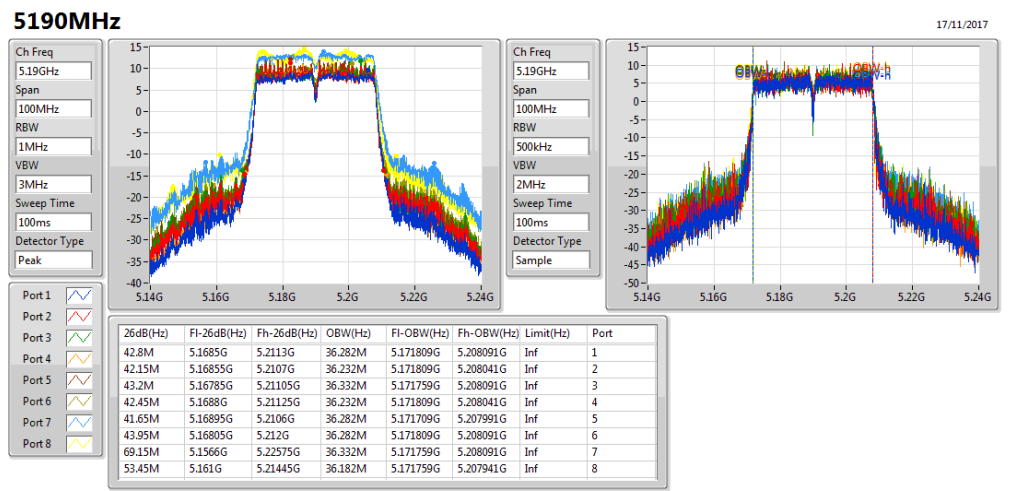 5190MHz
17/11/2017
Ch Freq
5.19GHz
Span
100MHz
RBW
1MHz
VBW
3MHz
Sweep Time
100ms
Detector Type
Peak
15
10
5
0
-5
-10
-15
-20
-25
-30
-35
-40
5.14G 5.16G 5.18G 5.2G 5.22G 5.24G
Ch Freq
5.19GHz
Span
100MHz
RBW
500kHz
VBW
2MHz
Sweep Time
100ms
Detector Type
Sample
15
10
5
0
-5
-10
-15
-20
-25
-30
-35
-40
-45
-50
5.14G 5.16G 5.18G 5.2G 5.22G 5.24G
Port 1
Port 2
Port 3
Port 4
Port 5
Port 6
Port 7
Port 8
26dB(Hz) Fl-26dB(Hz) Fh-26dB(Hz) OBW(Hz) Fl-OBW(Hz) Fh-OBW(Hz) Limit(Hz) Port
42.8M 5.1685G 5.2113G 36.282M 5.171809G 5.208091G Inf 1
42.15M 5.16855G 5.2107G 36.232M 5.171809G 5.208041G Inf 2
43.2M 5.16785G 5.21105G 36.332M 5.171759G 5.208091G Inf 3
42.45M 5.1688G 5.21125G 36.232M 5.171809G 5.208041G Inf 4
41.65M 5.16895G 5.2106G 36.282M 5.171709G 5.207991G Inf 5
43.95M 5.16805G 5.212G 36.282M 5.171809G 5.208091G Inf 6
69.15M 5.1566G 5.22575G 36.332M 5.171759G 5.208091G Inf 7
53.45M 5.161G 5.21445G 36.182M 5.171759G 5.207941G Inf 8